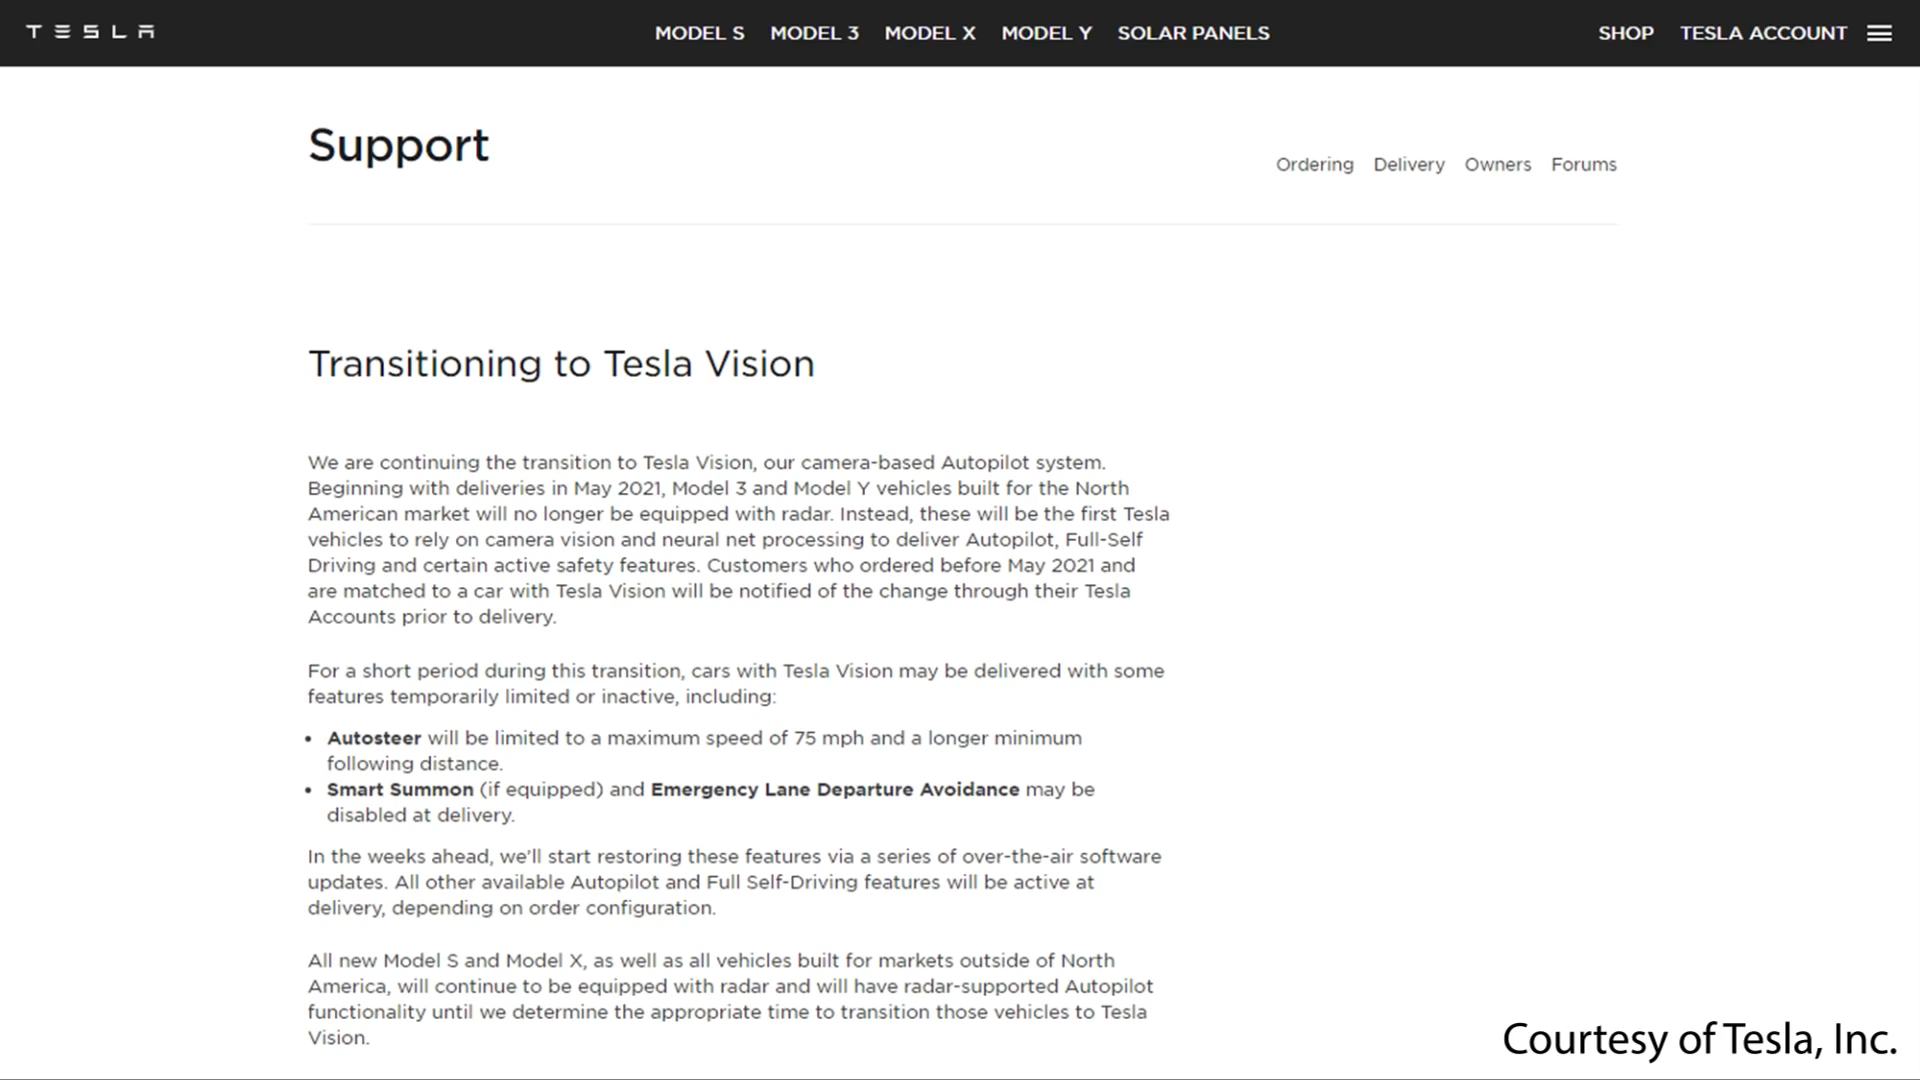 TESLA
MODEL S MODEL 3 MODEL X MODEL Y SOLAR PANELS
SHOP TESLA ACCOUNT
Support
Ordering Delivery Owners Forums
Transitioning to Tesla Vision
We are continuing the transition to Tesla Vision, our camera-based Autopilot system.
Beginning with deliveries in May 2021, Model 3 and Model Y vehicles built for the North
American market will no longer be equipped with radar. Instead, these will be the first Tesla
vehicles to rely on camera vision and neural net processing to deliver Autopilot, Full-Self
Driving and certain active safety features. Customers who ordered before May 2021 and
are matched to a car with Tesla Vision will be notified of the change through their Tesla
Accounts prior to delivery.
For a short period during this transition, cars with Tesla Vision may be delivered with some
features temporarily limited or inactive, including:
• Autosteer will be limited to a maximum speed of 75 mph and a longer minimum
following distance.
• Smart Summon (if equipped) and Emergency Lane Departure Avoidance may be
disabled at delivery.
In the weeks ahead, we'll start restoring these features via a series of over-the-air software
updates. All other available Autopilot and Full Self-Driving features will be active at
delivery, depending on order configuration.
All new Model S and Model X, as well as all vehicles built for markets outside of North
America, will continue to be equipped with radar and will have radar-supported Autopilot
functionality until we determine the appropriate time to transition those vehicles to Tesla
Vision.
Courtesy of Tesla, Inc.